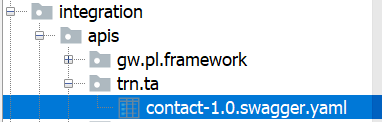 integration
apis
gw.pl.framework
trn.ta
contact-1.0.swagger.yaml